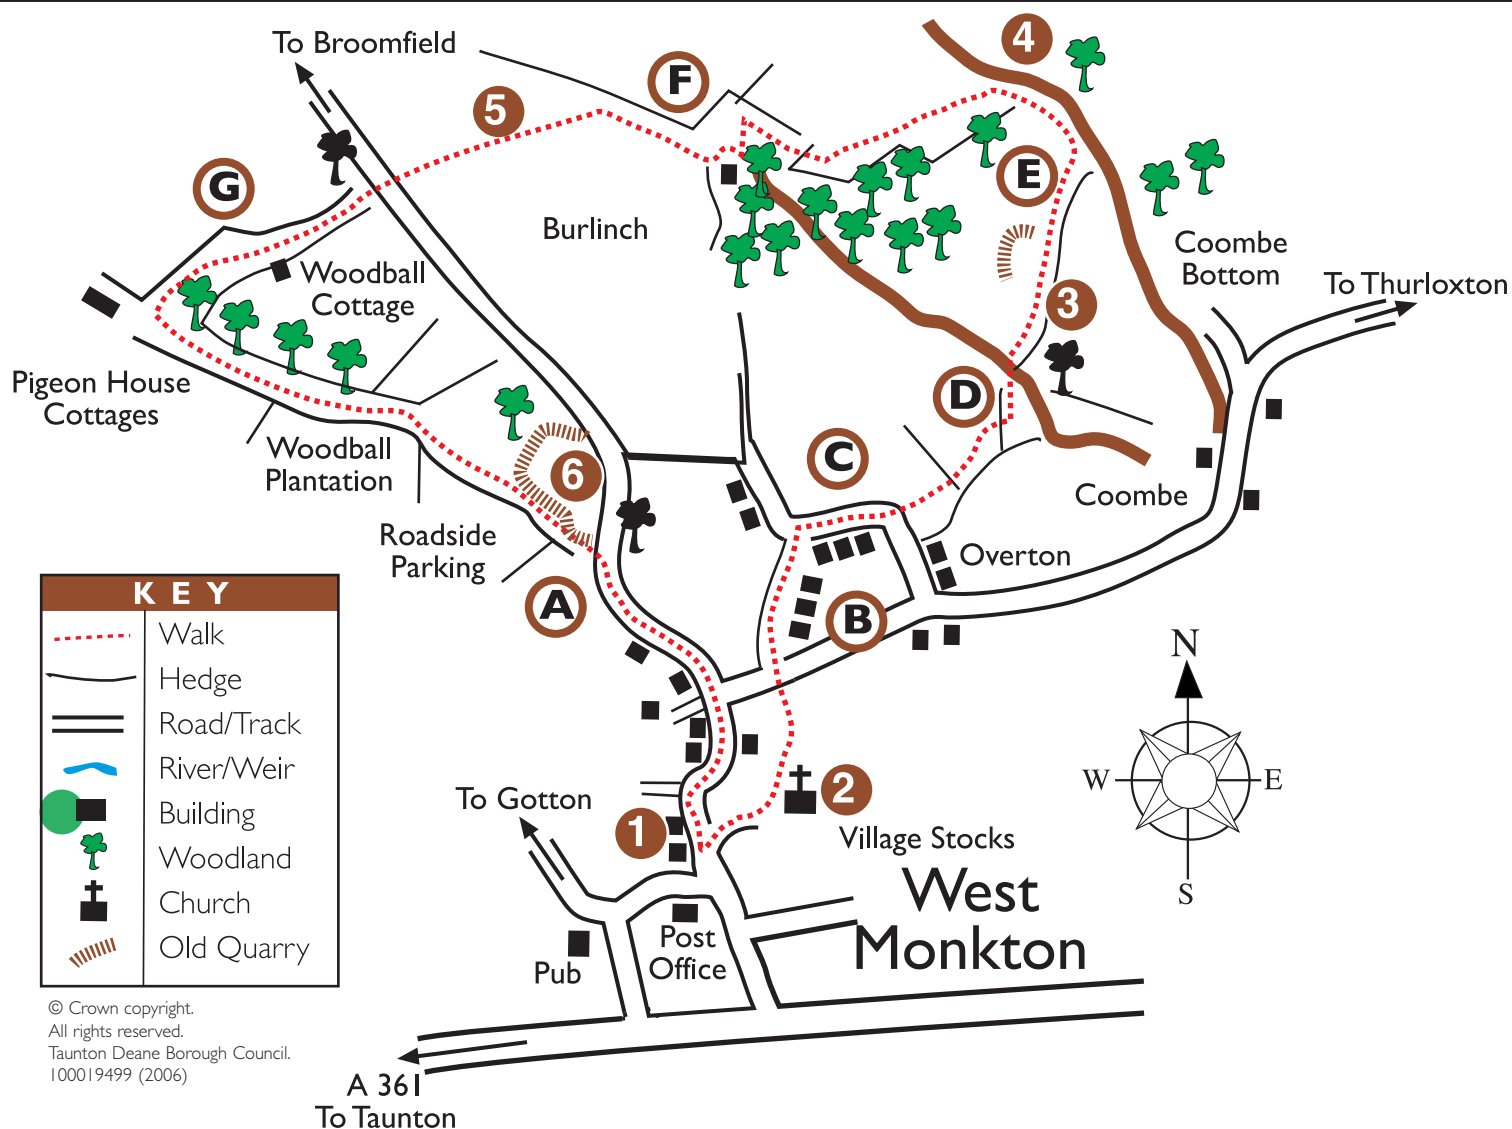 To Broomfield
4
F
5
G
E
Burlinch
Coombe
Bottom
Woodball
Cottage
3
To Thurloxton
Pigeon House
Cottages
D
Woodball
Plantation
C
6
Coombe
Roadside
Parking
Overton
A
B
KEY
Walk
Hedge
Road/Track
River/Weir
Building
Woodland
Church
Old Quarry
N
W
E
S
To Gotton
1
2
Village Stocks
West
Monkton
Post
Office
Pub
© Crown copyright.
All rights reserved.
Taunton Deane Borough Council.
100019499 (2006)
A 361
To Taunton